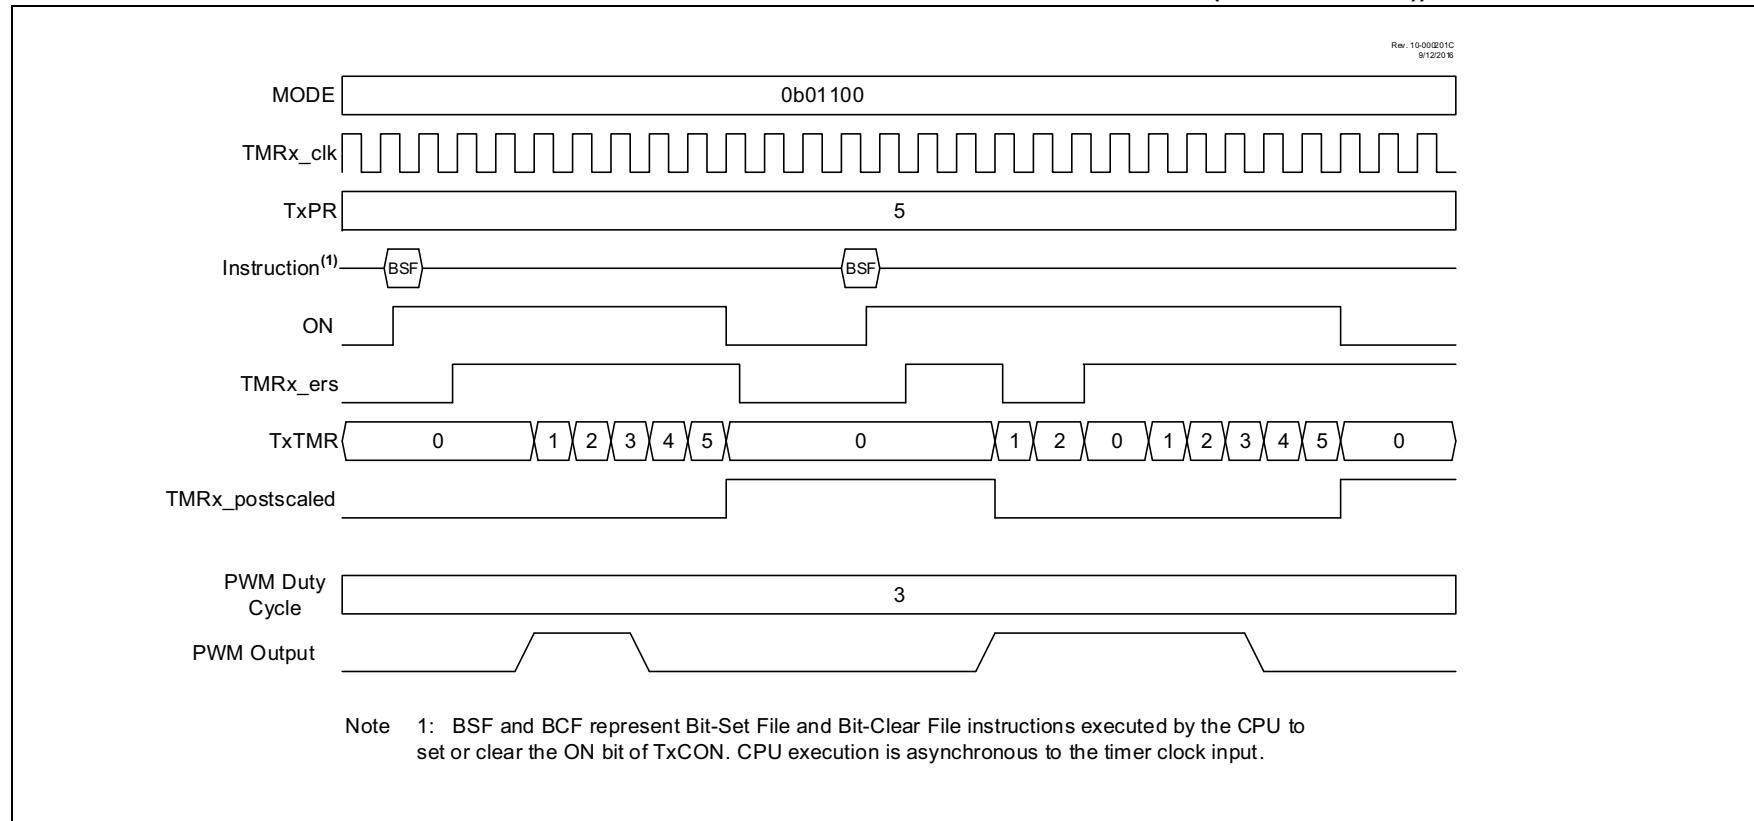 Rev. 10-000201C
9/12/2016
MODE 0b01100
TMRx_clk
TxPR 5
Instruction(1) BSF BSF
ON
TMRx_ers
TxTMR 0 1 2 3 4 5 0 1 2 0 1 2 3 4 5 0
TMRx_postscaled
PWM Duty
Cycle 3
PWM Output
Note 1: BSF and BCF represent Bit-Set File and Bit-Clear File instructions executed by the CPU to
set or clear the ON bit of TxCON. CPU execution is asynchronous to the timer clock input.